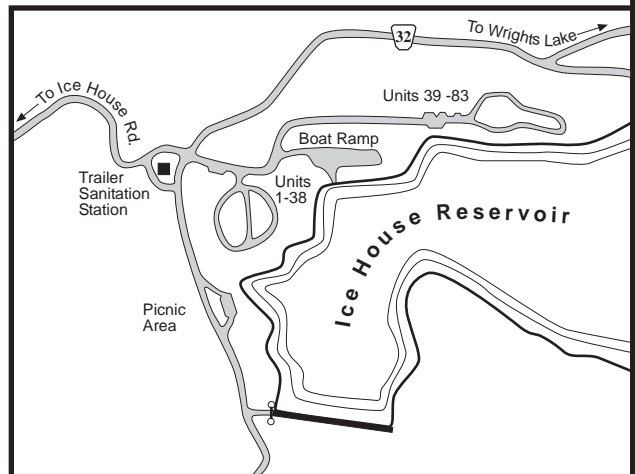 32
To Wrights Lake
To Ice House Rd.
Units 39 -83
Boat Ramp
Trailer
Sanitation
Station
Units
1-38
Ice House Reservoir
Picnic
Area